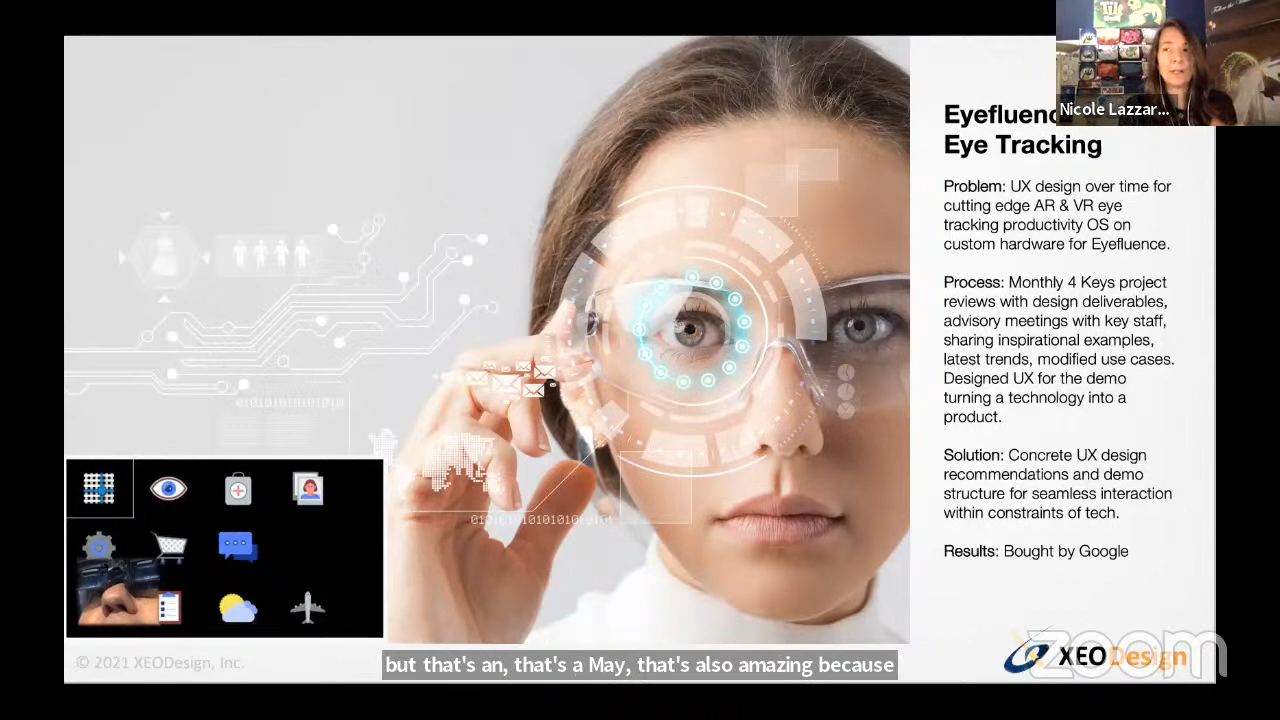 Tilt
Nicole Lazzar...
Eyefluenc
Eye Tracking
Problem: UX design over time for
cutting edge AR & VR eye
tracking productivity OS on
custom hardware for Eyefluence.
Process: Monthly 4 Keys project
reviews with design deliverables,
advisory meetings with key staff,
sharing inspirational examples,
latest trends, modified use cases.
Designed UX for the demo
turning a technology into a
product.
Solution: Concrete UX design
recommendations and demo
structure for seamless interaction
within constraints of tech.
Results: Bought by Google
© 2021 XEODesign, Inc.
but that's an, that's a May, that's also amazing because
XEODesign
zoom